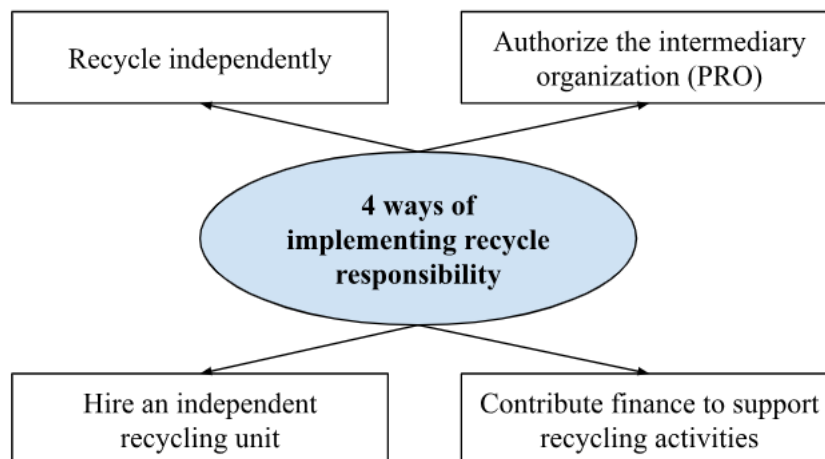 Recycle independently
Authorize the intermediary
organization (PRO)
4 ways of
implementing recycle
responsibility
Hire an independent
recycling unit
Contribute finance to support
recycling activities